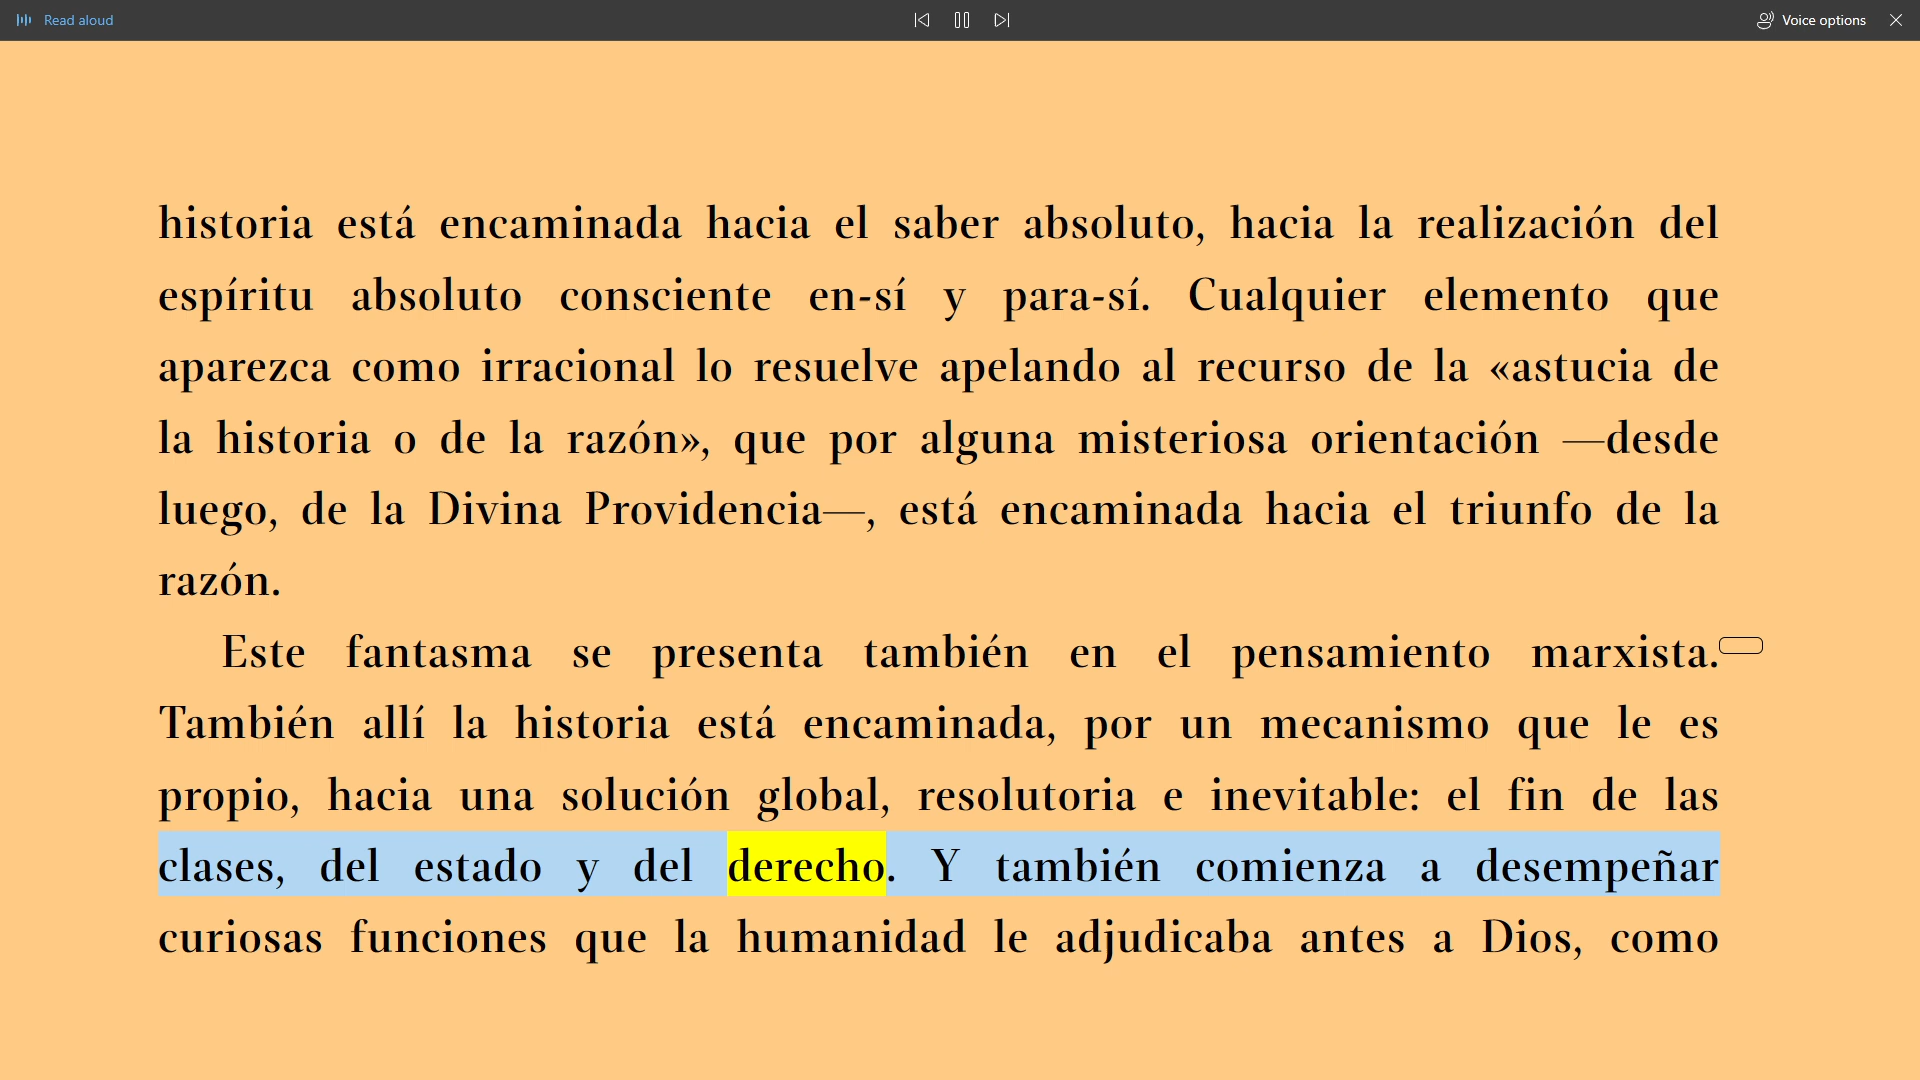 Read aloud
Voice options
historia está encaminada hacia el saber absoluto, hacia la realización del
espíritu absoluto consciente en-sí y para-sí. Cualquier elemento que
aparezca como irracional lo resuelve apelando al recurso de la «astucia de
la historia o de la razón», que por alguna misteriosa orientación —desde
luego, de la Divina Providencia—, está encaminada hacia el triunfo de la
razón.
Este fantasma se presenta también en el pensamiento marxista.
También allí la historia está encaminada, por un mecanismo que le es
propio, hacia una solución global, resolutoria e inevitable: el fin de las
clases, del estado y del derecho. Y también comienza a desempeñar
curiosas funciones que la humanidad le adjudicaba antes a Dios, como